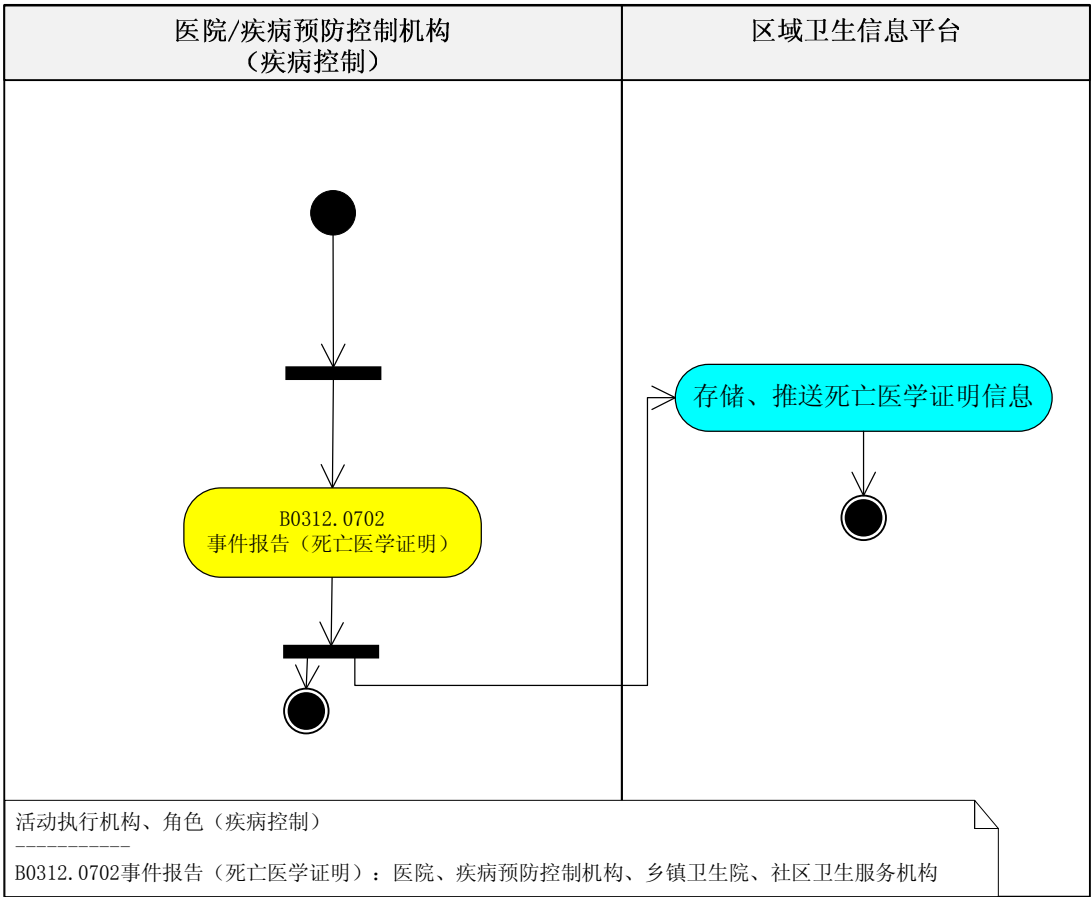 医院/疾病预防控制机构
（疾病控制）
区域卫生信息平台
存储、推送死亡医学证明信息
B0312.0702
事件报告（死亡医学证明）
活动执行机构、角色（疾病控制）
-----------
B0312.0702事件报告（死亡医学证明）：医院、疾病预防控制机构、乡镇卫生院、社区卫生服务机构